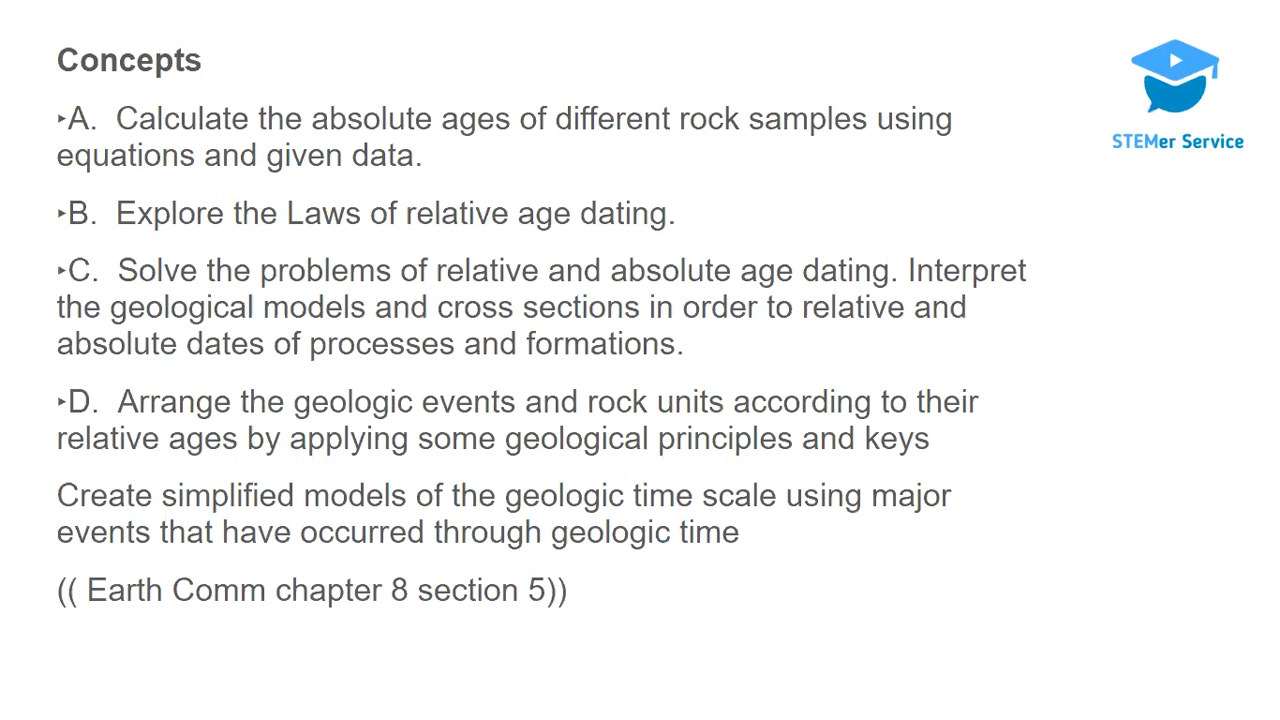 Concepts
‣A. Calculate the absolute ages of different rock samples using
equations and given data.
‣B. Explore the Laws of relative age dating.
‣C. Solve the problems of relative and absolute age dating. Interpret
the geological models and cross sections in order to relative and
absolute dates of processes and formations.
‣D. Arrange the geologic events and rock units according to their
relative ages by applying some geological principles and keys
Create simplified models of the geologic time scale using major
events that have occurred through geologic time
(( Earth Comm chapter 8 section 5))
STEMer Service